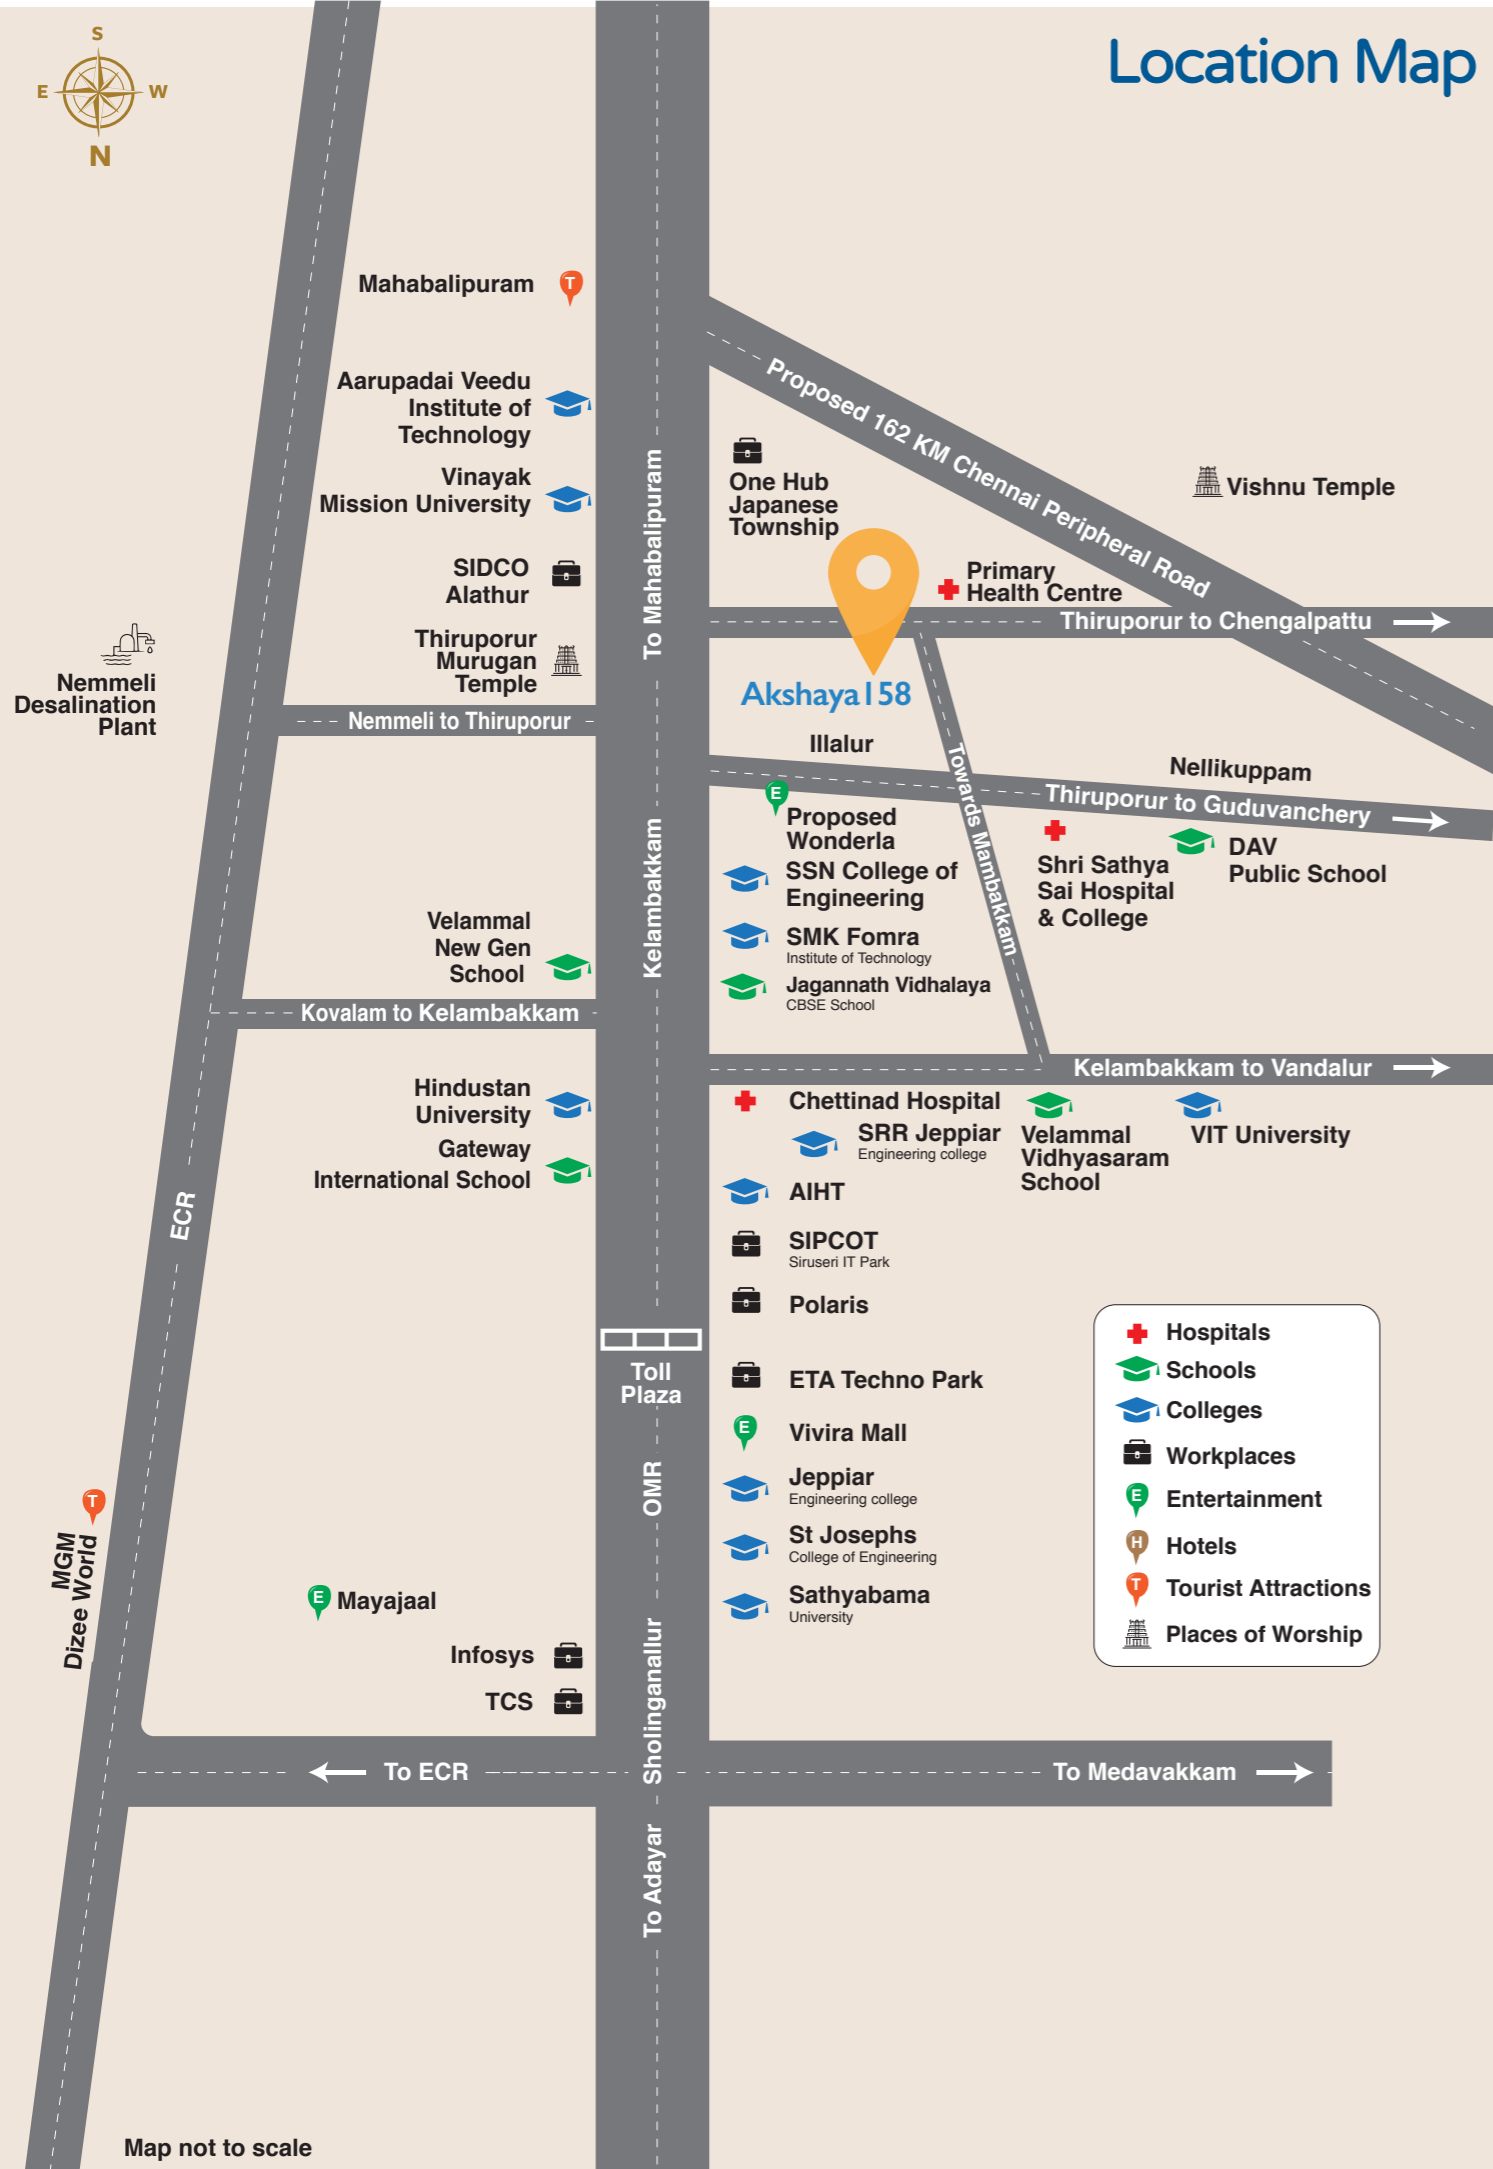 S
E
W
N
Location Map
Mahabalipuram
T
Aarupadai Veedu
Institute of
Technology
Vinayak
Mission University
SIDCO
Alathur
Thiruporur
Murugan
Temple
Nemmeli
Desalination
Plant
Nemmeli to Thiruporur
To Mahabalipuram
Proposed 162 KM Chennai Peripheral Road
One Hub
Japanese
Township
Vishnu Temple
Primary
Health Centre
Thiruporur to Chengalpattu
Akshaya158
Illalur
Nellikuppam
Thiruporur to Guduvanchery
Towards Mambakkam
E
Proposed
Wonderla
SSN College of
Engineering
SMK Fomra
Institute of Technology
Jagannath Vidhalaya
CBSE School
Shri Sathya
Sai Hospital
& College
DAV
Public School
Kelambakkam
Velammal
New Gen
School
Kovalam to Kelambakkam
Kelambakkam to Vandalur
Hindustan
University
Gateway
International School
ECR
Chettinad Hospital
SRR Jeppiar
Engineering college
Velammal
Vidhyasaram
School
VIT University
AIHT
SIPCOT
Siruseri IT Park
Polaris
Toll
Plaza
ETA Techno Park
E
Vivira Mall
Jeppiar
Engineering college
St Josephs
College of Engineering
Sathyabama
University
OMR
T
MGM
Dizee World
E
Mayajaal
Infosys
TCS
Sholinganallur
To ECR
To Medavakkam
To Adayar
Hospitals
Schools
Colleges
Workplaces
E
Entertainment
H
Hotels
T
Tourist Attractions
Places of Worship
Map not to scale